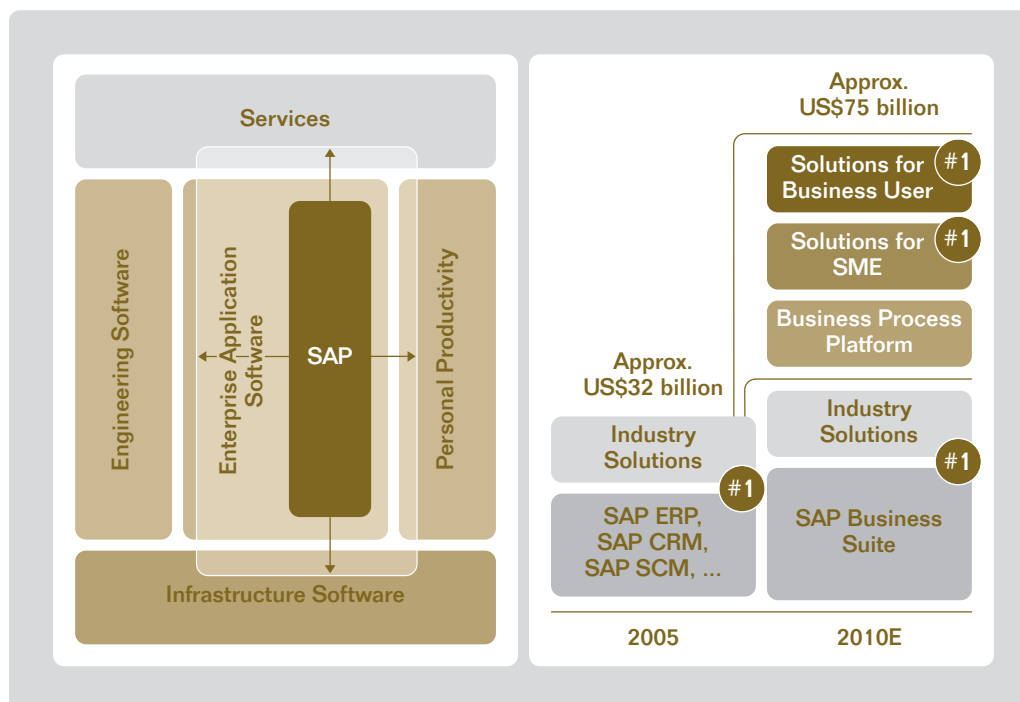 Services
Engineering Software
Enterprise Application
Software
SAP
Personal Productivity
Infrastructure Software
Approx.
US$75 billion
Solutions for
Business User
#1
Solutions for
SME
#1
Business Process
Platform
Approx.
US$32 billion
Industry
Solutions
#1
SAP ERP,
SAP CRM,
SAP SCM, ...
Industry
Solutions
#1
SAP Business
Suite
2005
2010E